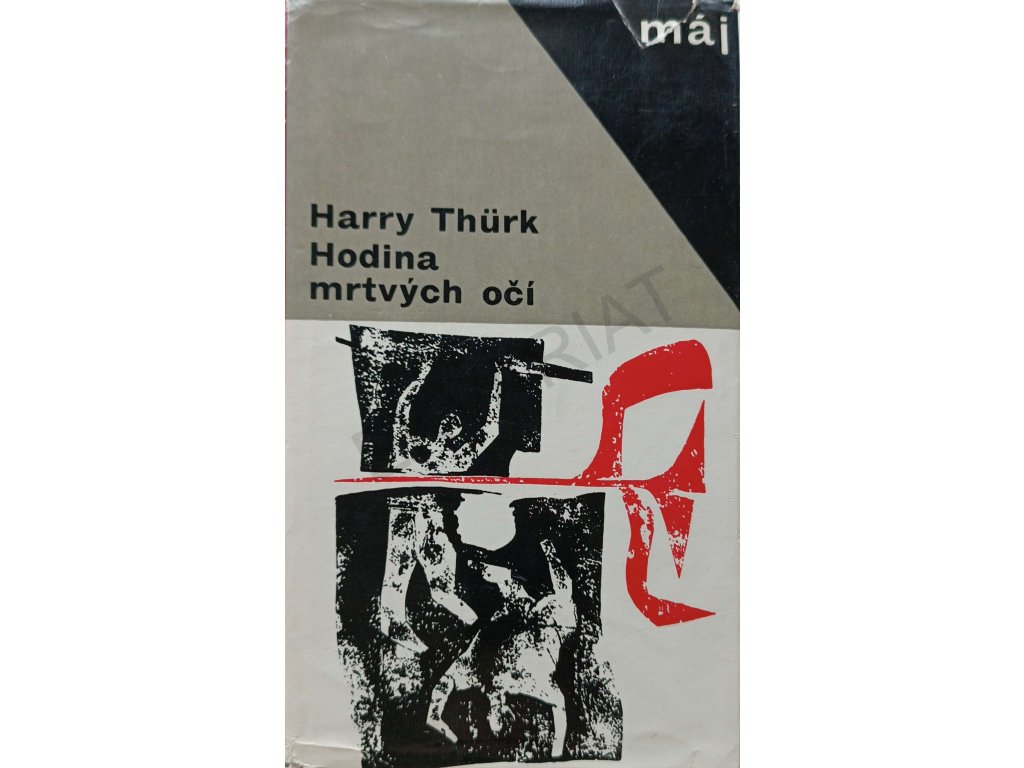 máj
Harry Thürk
Hodina
mrtvých očí